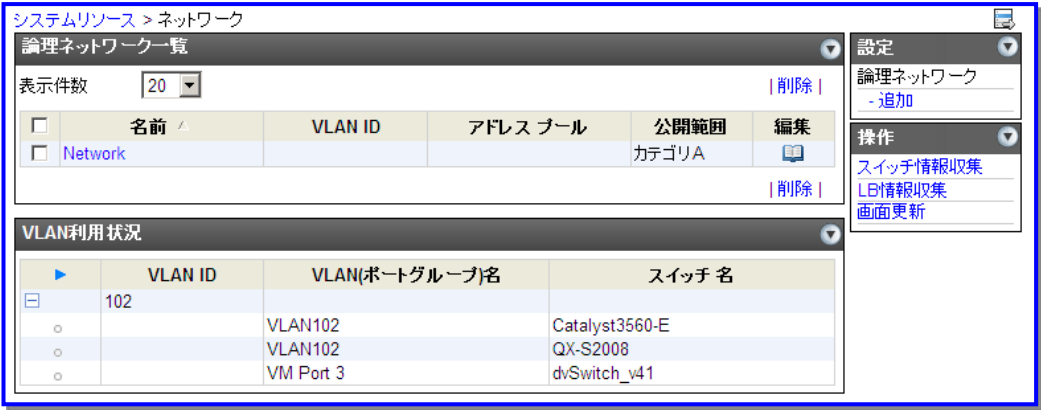 システムリソース > ネットワーク
論理ネットワーク一覧
表示件数 20 | 削除 |
名前 VLAN ID アドレス プール 公開範囲 編集
Network カテゴリA
| 削除 |
VLAN利用状況
VLAN ID VLAN(ポートグループ)名 スイッチ 名
102
VLAN102 Catalyst3560-E
VLAN102 QX-S2008
VM Port 3 dvSwitch_v41
設定
論理ネットワーク
- 追加
操作
スイッチ情報収集
LB情報収集
画面更新